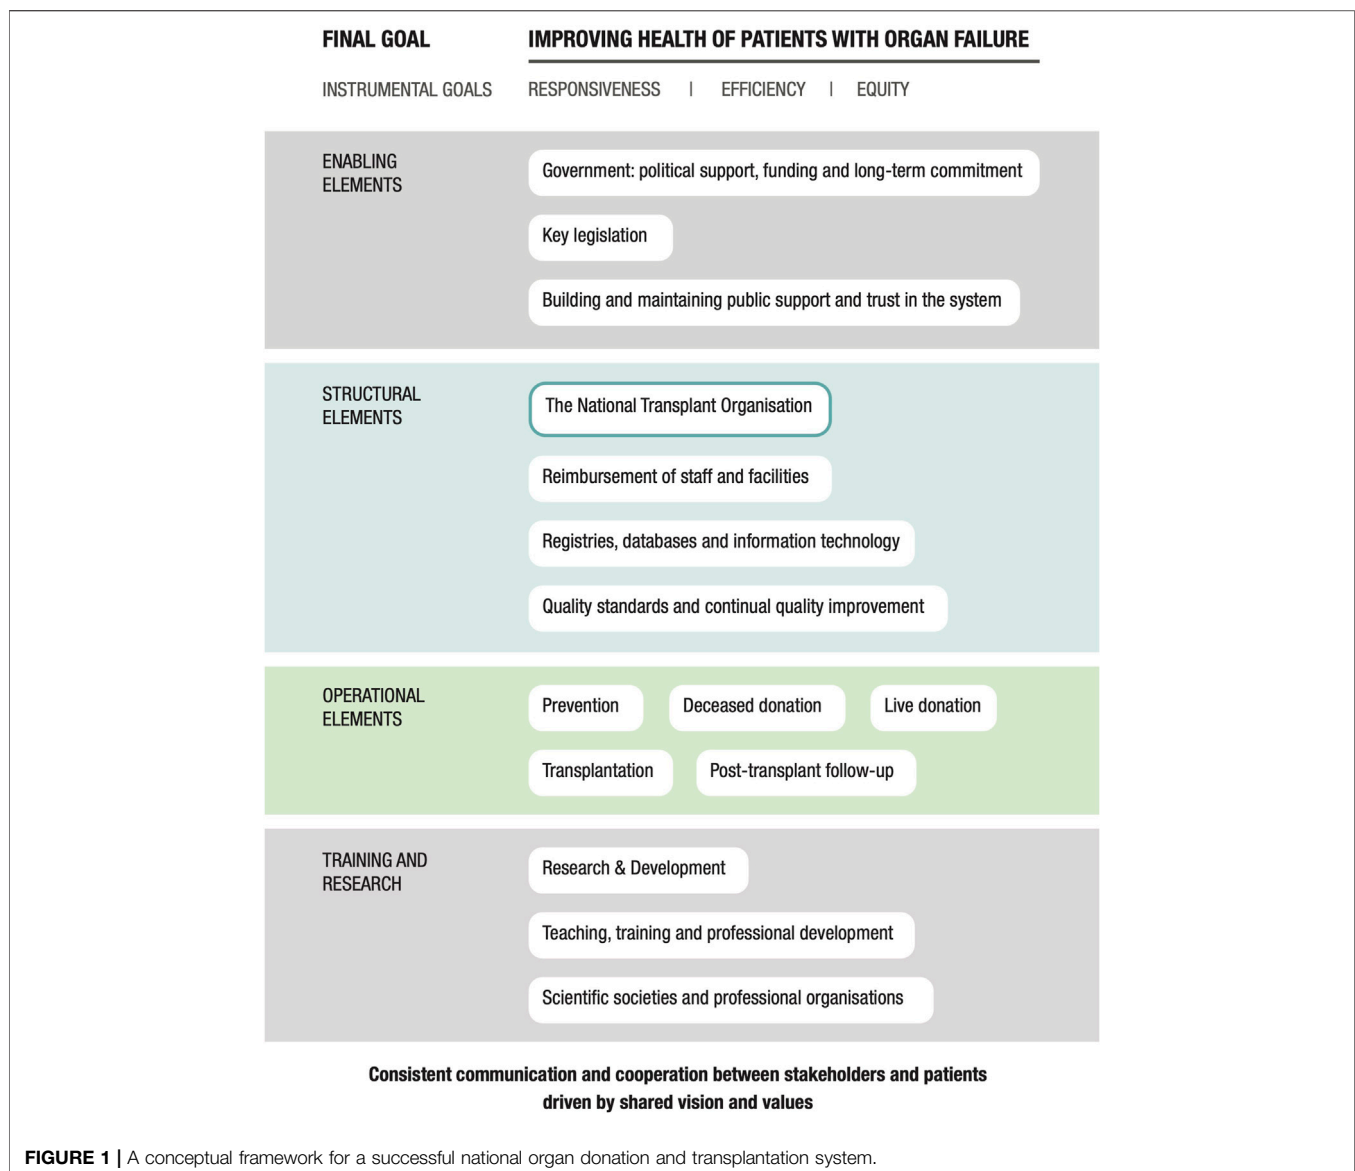 FINAL GOAL IMPROVING HEALTH OF PATIENTS WITH ORGAN FAILURE
INSTRUMENTAL GOALS RESPONSIVENESS | EFFICIENCY | EQUITY
ENABLING
ELEMENTS
Government: political support, funding and long-term commitment
Key legislation
Building and maintaining public support and trust in the system
STRUCTURAL
ELEMENTS
The National Transplant Organisation
Reimbursement of staff and facilities
Registries, databases and information technology
Quality standards and continual quality improvement
OPERATIONAL
ELEMENTS
Prevention Deceased donation Live donation
Transplantation Post-transplant follow-up
TRAINING AND
RESEARCH
Research & Development
Teaching, training and professional development
Scientific societies and professional organisations
Consistent communication and cooperation between stakeholders and patients
driven by shared vision and values
FIGURE 1 | A conceptual framework for a successful national organ donation and transplantation system.